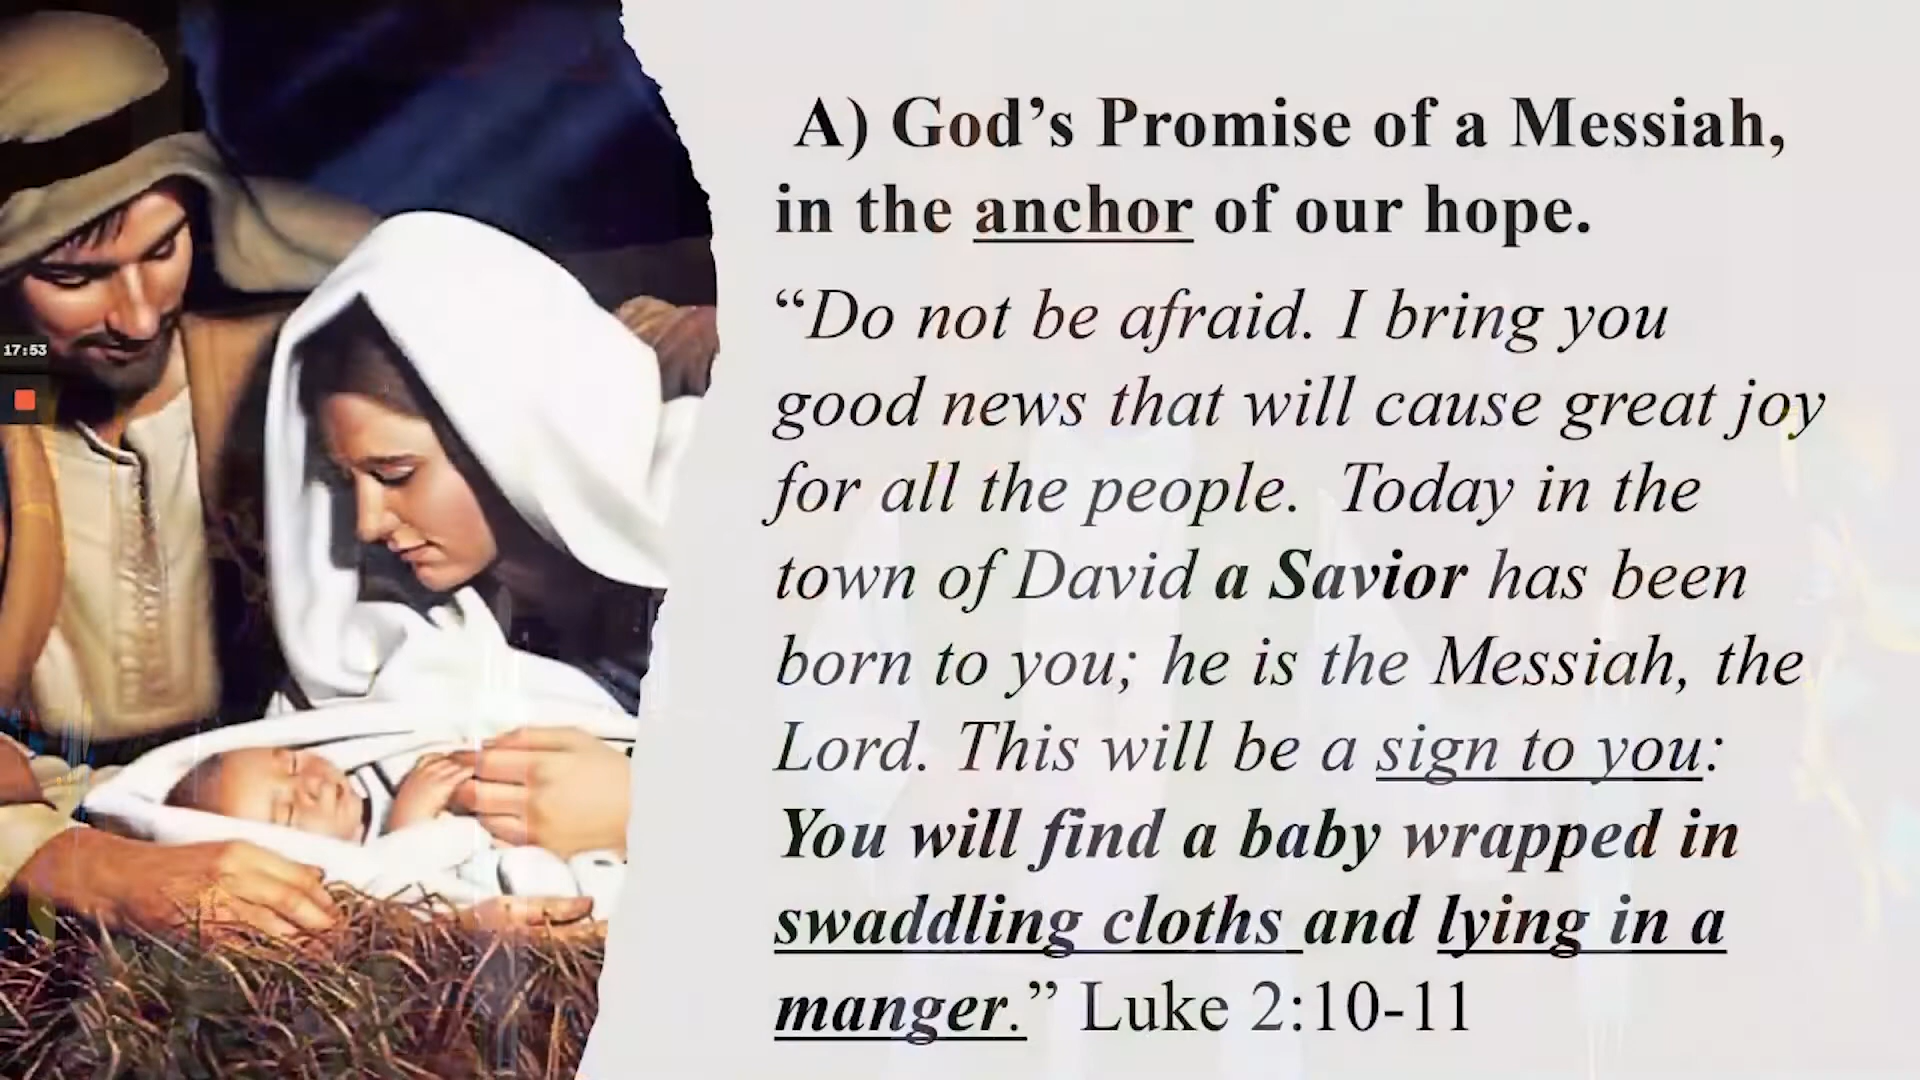 A) God’s Promise of a Messiah,
in the anchor of our hope.
“Do not be afraid. I bring you
good news that will cause great joy
for all the people. Today in the
town of David a Savior has been
born to you; he is the Messiah, the
Lord. This will be a sign to you:
You will find a baby wrapped in
swaddling cloths and lying in a
manger.” Luke 2:10-11
17:53